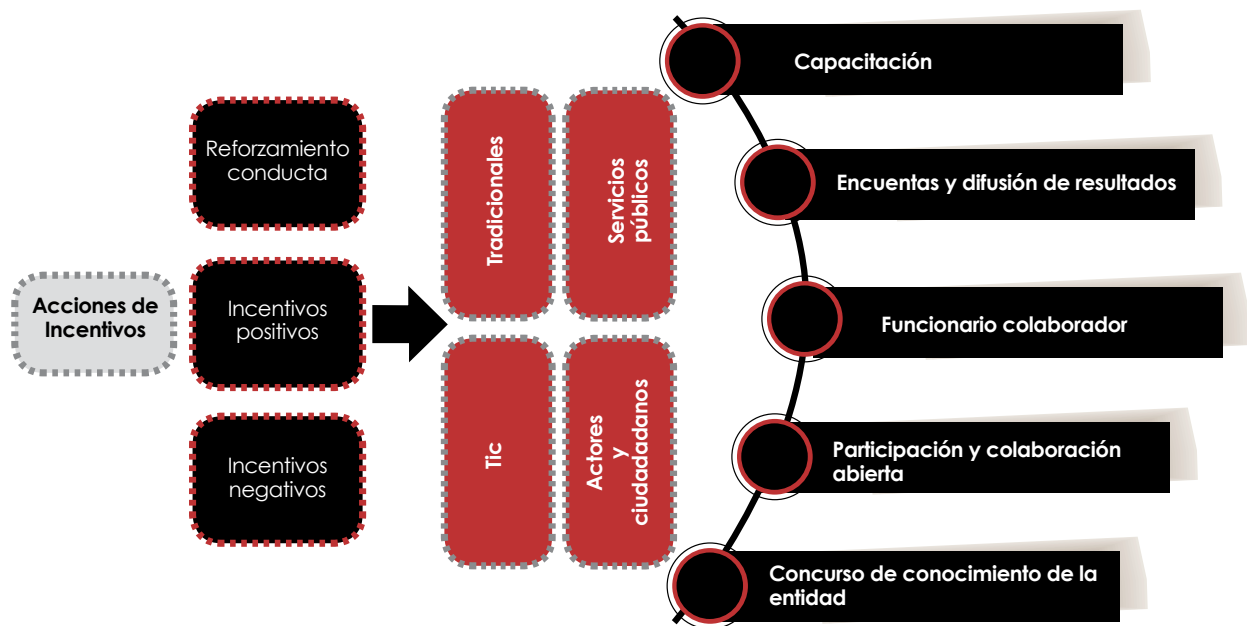 Acciones de
Incentivos
Reforzamiento
conducta
Incentivos
positivos
Incentivos
negativos
Tradicionales
Servicios
públicos
Tic
Actores
y
ciudadadanos
Capacitación
Encuentas y difusión de resultados
Funcionario colaborador
Participación y colaboración
abierta
Concurso de conocimiento de la
entidad